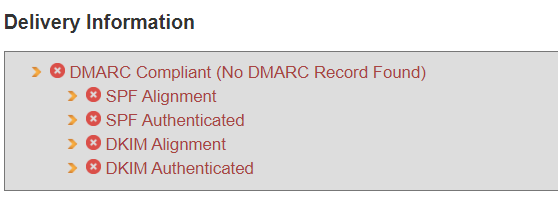 Delivery Information
DMARC Compliant (No DMARC Record Found)
SPF Alignment
SPF Authenticated
DKIM Alignment
DKIM Authenticated